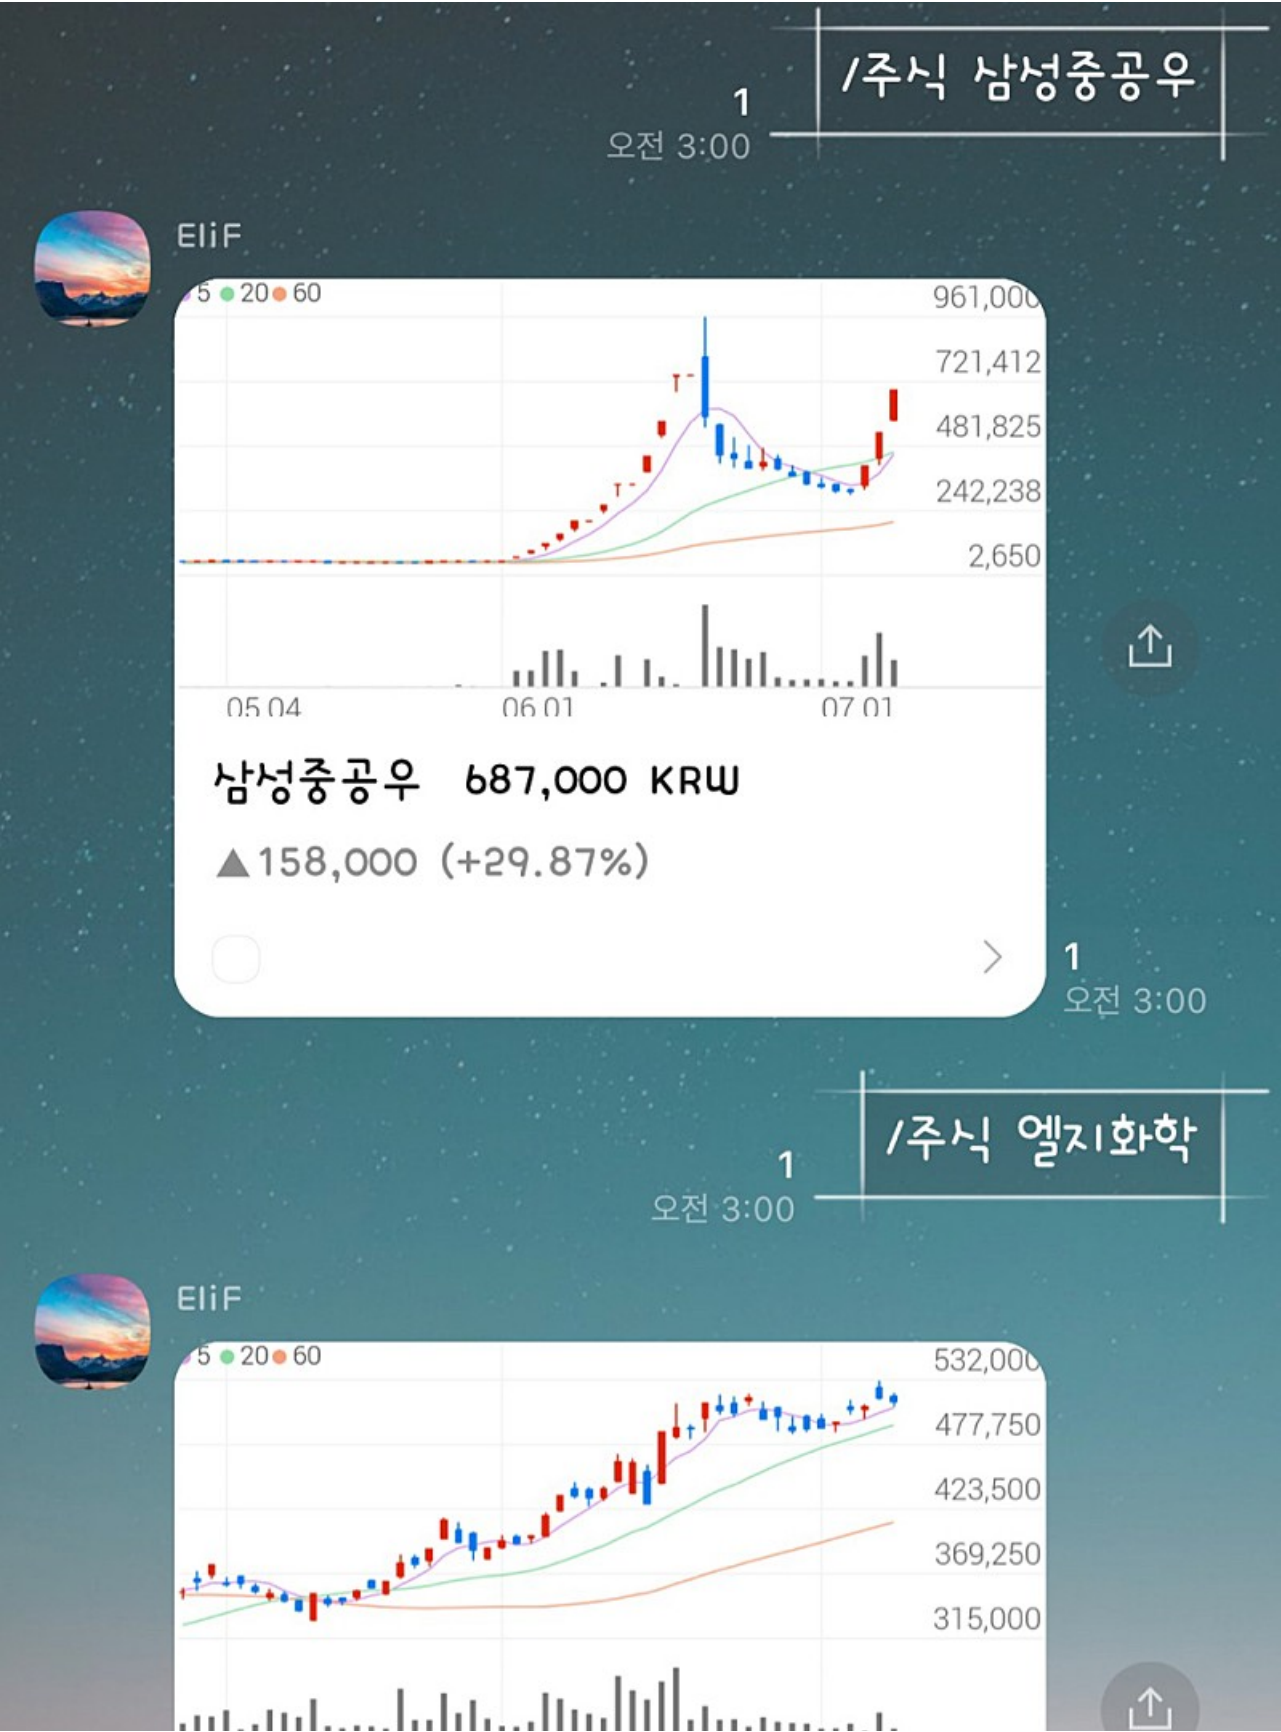 /주식 삼성중공우
1
오전 3:00
EliF
5 20 60
961,000
721,412
481,825
242,238
2,650
05 04 06 01 07 01
삼성중공우 687,000 KRW
▲158,000 (+29.87%)
1
오전 3:00
/주식 엘지화학
1
오전 3:00
EliF
5 20 60
532,000
477,750
423,500
369,250
315,000